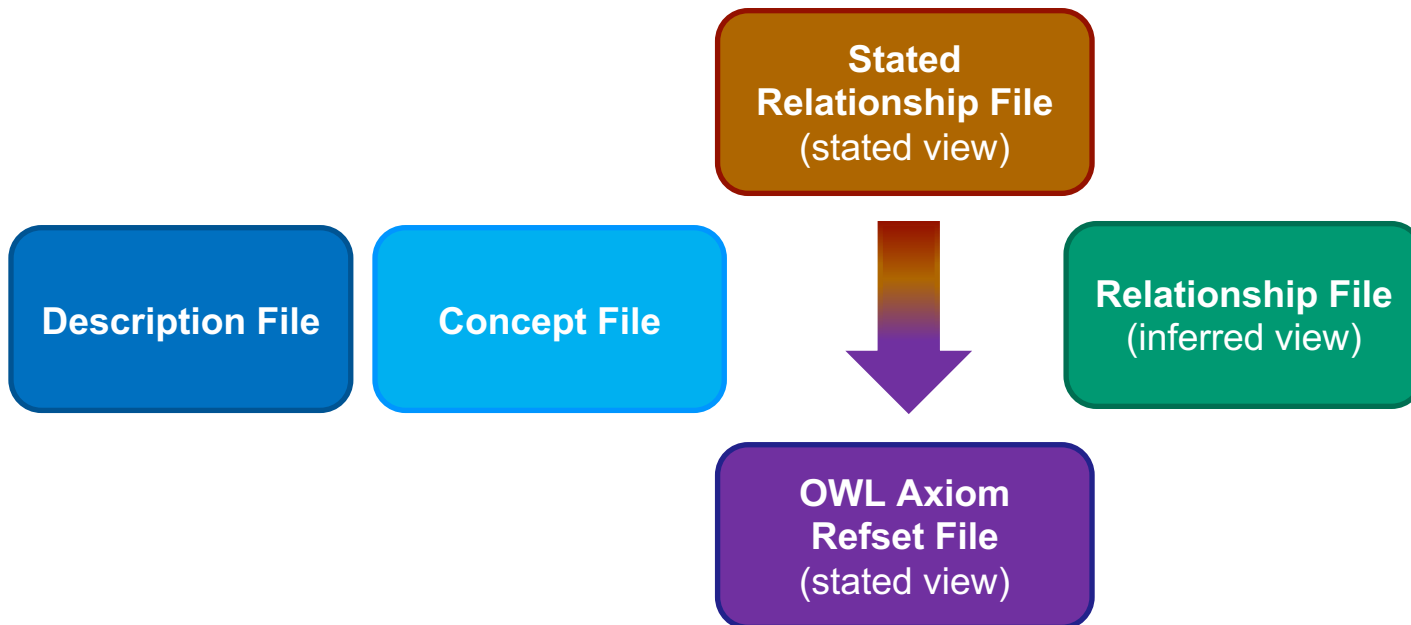 Stated
Relationship File
(stated view)
Description File
Concept File
Relationship File
(inferred view)
OWL Axiom
Refset File
(stated view)